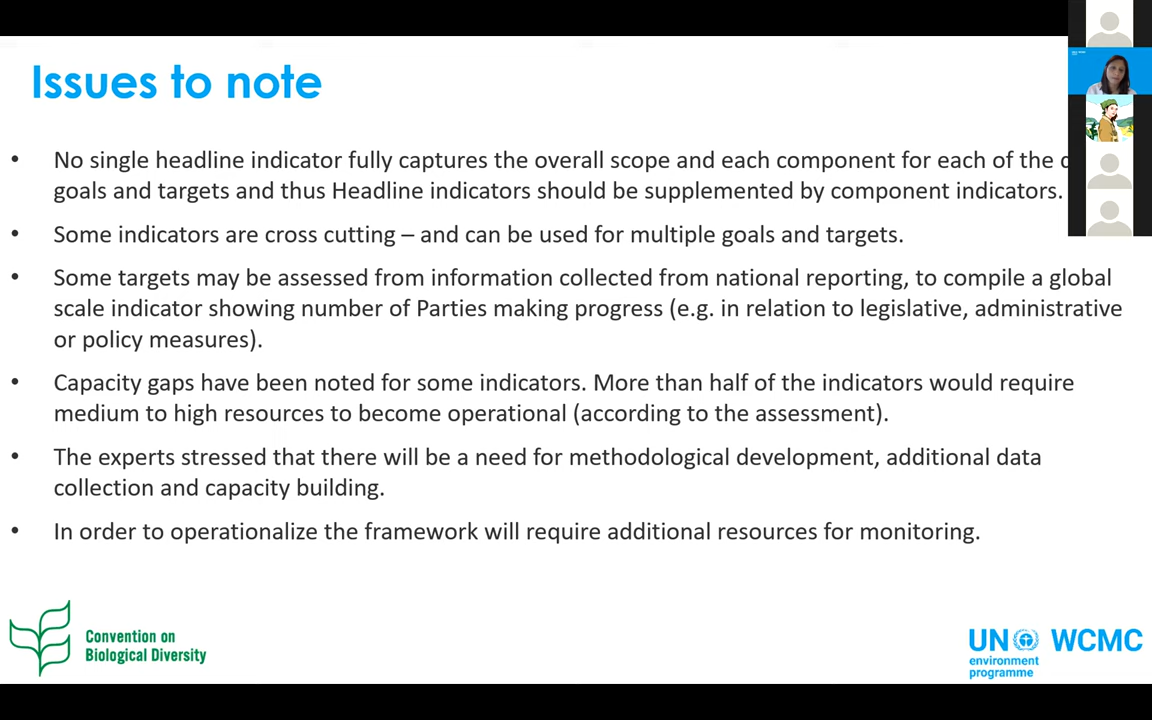 Issues to note
• No single headline indicator fully captures the overall scope and each component for each of the
goals and targets and thus Headline indicators should be supplemented by component indicators.
• Some indicators are cross cutting – and can be used for multiple goals and targets.
• Some targets may be assessed from information collected from national reporting, to compile a global
scale indicator showing number of Parties making progress (e.g. in relation to legislative, administrative
or policy measures).
• Capacity gaps have been noted for some indicators. More than half of the indicators would require
medium to high resources to become operational (according to the assessment).
• The experts stressed that there will be a need for methodological development, additional data
collection and capacity building.
• In order to operationalize the framework will require additional resources for monitoring.
Convention on
Biological Diversity
UN WCMC
environment
programme